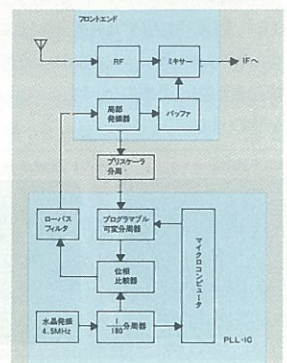 フロントエンド
RF
ミキサー
IFへ
局部
発振器
バッファ
プリスケーラ
分周
ローパス
フィルタ
プログラマブル
可変分周器
マイクロコンピュータ
位相
比較器
水晶発振
4.5MHz
1/180 分周器
PLL-IC